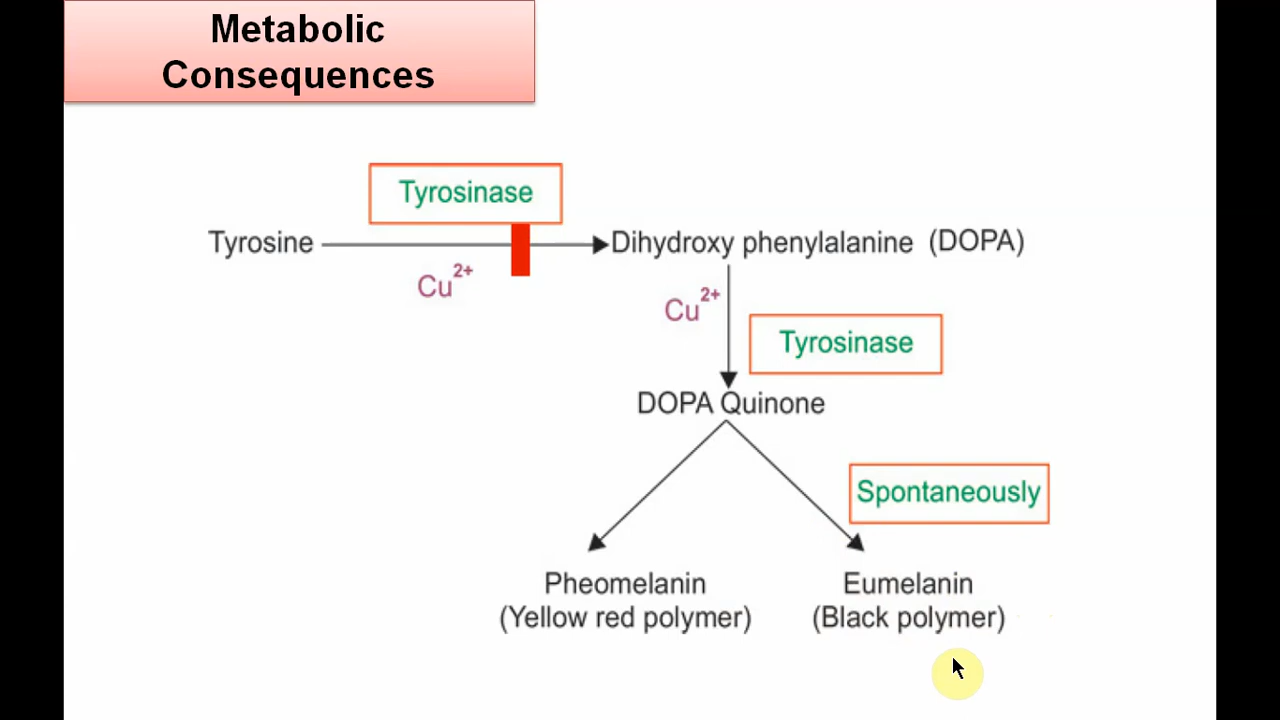 Metabolic
Consequences
Tyrosinase
Tyrosine
Dihydroxy phenylalanine (DOPA)
Cu2+
Cu2+
Tyrosinase
DOPA Quinone
Spontaneously
Pheomelanin
(Yellow red polymer)
Eumelanin
(Black polymer)